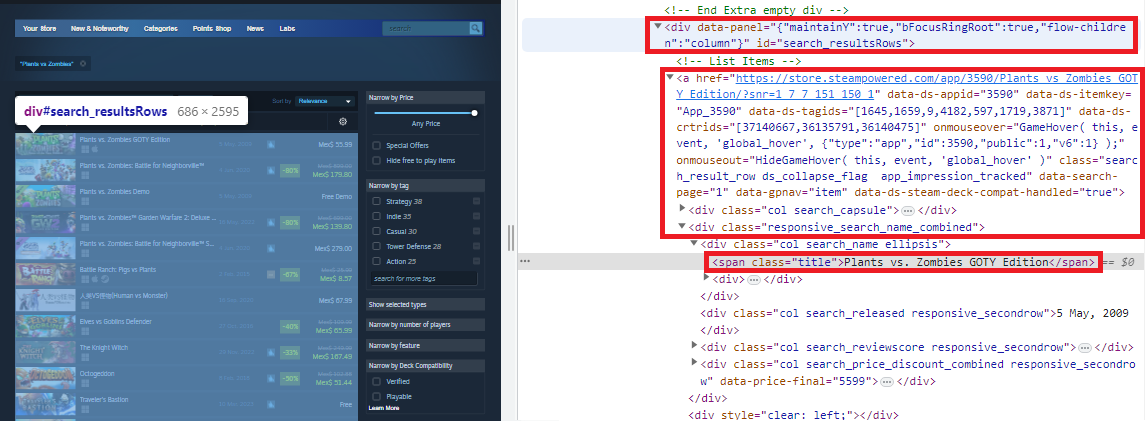 Your Store New & Noteworthy Categories Points Shop News Labs search
"Plants vs Zombies"
div#search_resultsRows 686 × 2595
Sort by Relevance
Plants vs. Zombies GOTY Edition
Mex$ 55.99
Plants vs. Zombies: Battle for Neighborville™
-80%
Mex$ 179.80
Plants vs. Zombies Demo
Free Demo
Plants vs. Zombies™ Garden Warfare 2: Deluxe ...
-80%
Mex$ 139.80
Plants vs. Zombies: Battle for Neighborville™ S...
Mex$ 279.00
Battle Ranch: Pigs vs Plants
-67%
Mex$ 8.57
(Human vs Monster)
Mex$ 67.99
Elves vs Goblins Defender
-40%
Mex$ 65.99
The Knight Witch
-33%
Mex$ 167.49
Octogeddon
-50%
Mex$ 51.44
Traveler's Bastion
Free
Narrow by Price
Any Price
Special Offers
Hide free to play items
Narrow by tag
Strategy 38
Indie 35
Casual 30
Tower Defense 28
Action 25
search for more tags
Show selected types
Narrow by number of players
Narrow by feature
Narrow by Deck Compatibility
Verified
Playable
Learn More
<!-- End Extra empty div -->
<div data-panel="{"maintainY":true,"bFocusRingRoot":true,"flow-childre
n":"column"}" id="search_resultsRows">
<!-- List Items -->
<a href="https://store.steampowered.com/app/3590/Plants_vs_Zombies_GOT
Y_Edition/?snr=1_7_7_151_150_1" data-ds-appid="3590" data-ds-itemkey=
"App_3590" data-ds-tagids="[1645,1659,9,4182,597,1719,3871]" data-ds-
crtrids="[37140667,36135791,36140475]" onmouseover="GameHover( this, e
vent, 'global_hover', {"type":"app","id":3590,"public":1,"v6":1} );"
onmouseout="HideGameHover( this, event, 'global_hover' )" class="searc
h_result_row ds_collapse_flag  app_impression_tracked" data-search-
page="1" data-gpnav="item" data-ds-steam-deck-compat-handled="true">
<div class="col search_capsule">…</div>
<div class="responsive_search_name_combined">
<div class="col search_name ellipsis">
<span class="title">Plants vs. Zombies GOTY Edition</span> == $0
<div>…</div>
</div>
<div class="col search_released responsive_secondrow">5 May, 2009
</div>
<div class="col search_reviewscore responsive_secondrow">…</div>
<div class="col search_price_discount_combined responsive_secondro
w" data-price-final="5599">…</div>
</div>
<div style="clear: left;"></div>